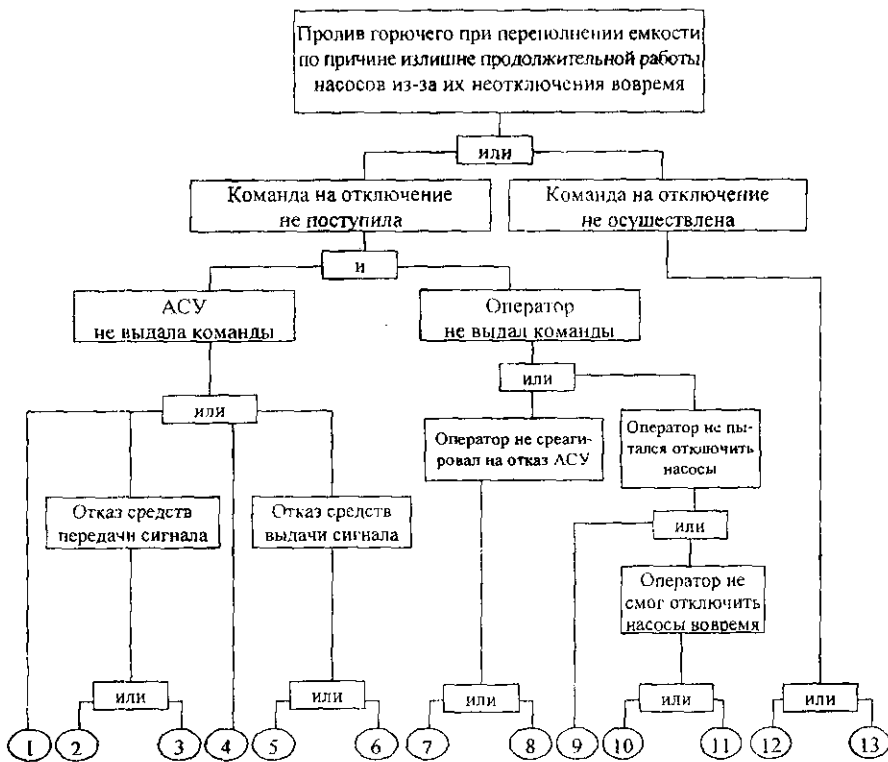 Пролив горючего при переполнении емкости
по причине излишне продолжительной работы
насосов из-за их неотключения вовремя
или
Команда на отключение
не поступила
Команда на отключение
не осуществлена
и
АСУ
не выдала команды
Оператор
не выдал команды
или
или
Оператор не среаги-
ровал на отказ АСУ
Оператор не пы-
тался отключить
насосы
Отказ средств
передачи сигнала
Отказ средств
выдачи сигнала
или
Оператор не
смог отключить
насосы вовремя
или
или
или
или
или
1
2
3
4
5
6
7
8
9
10
11
12
13